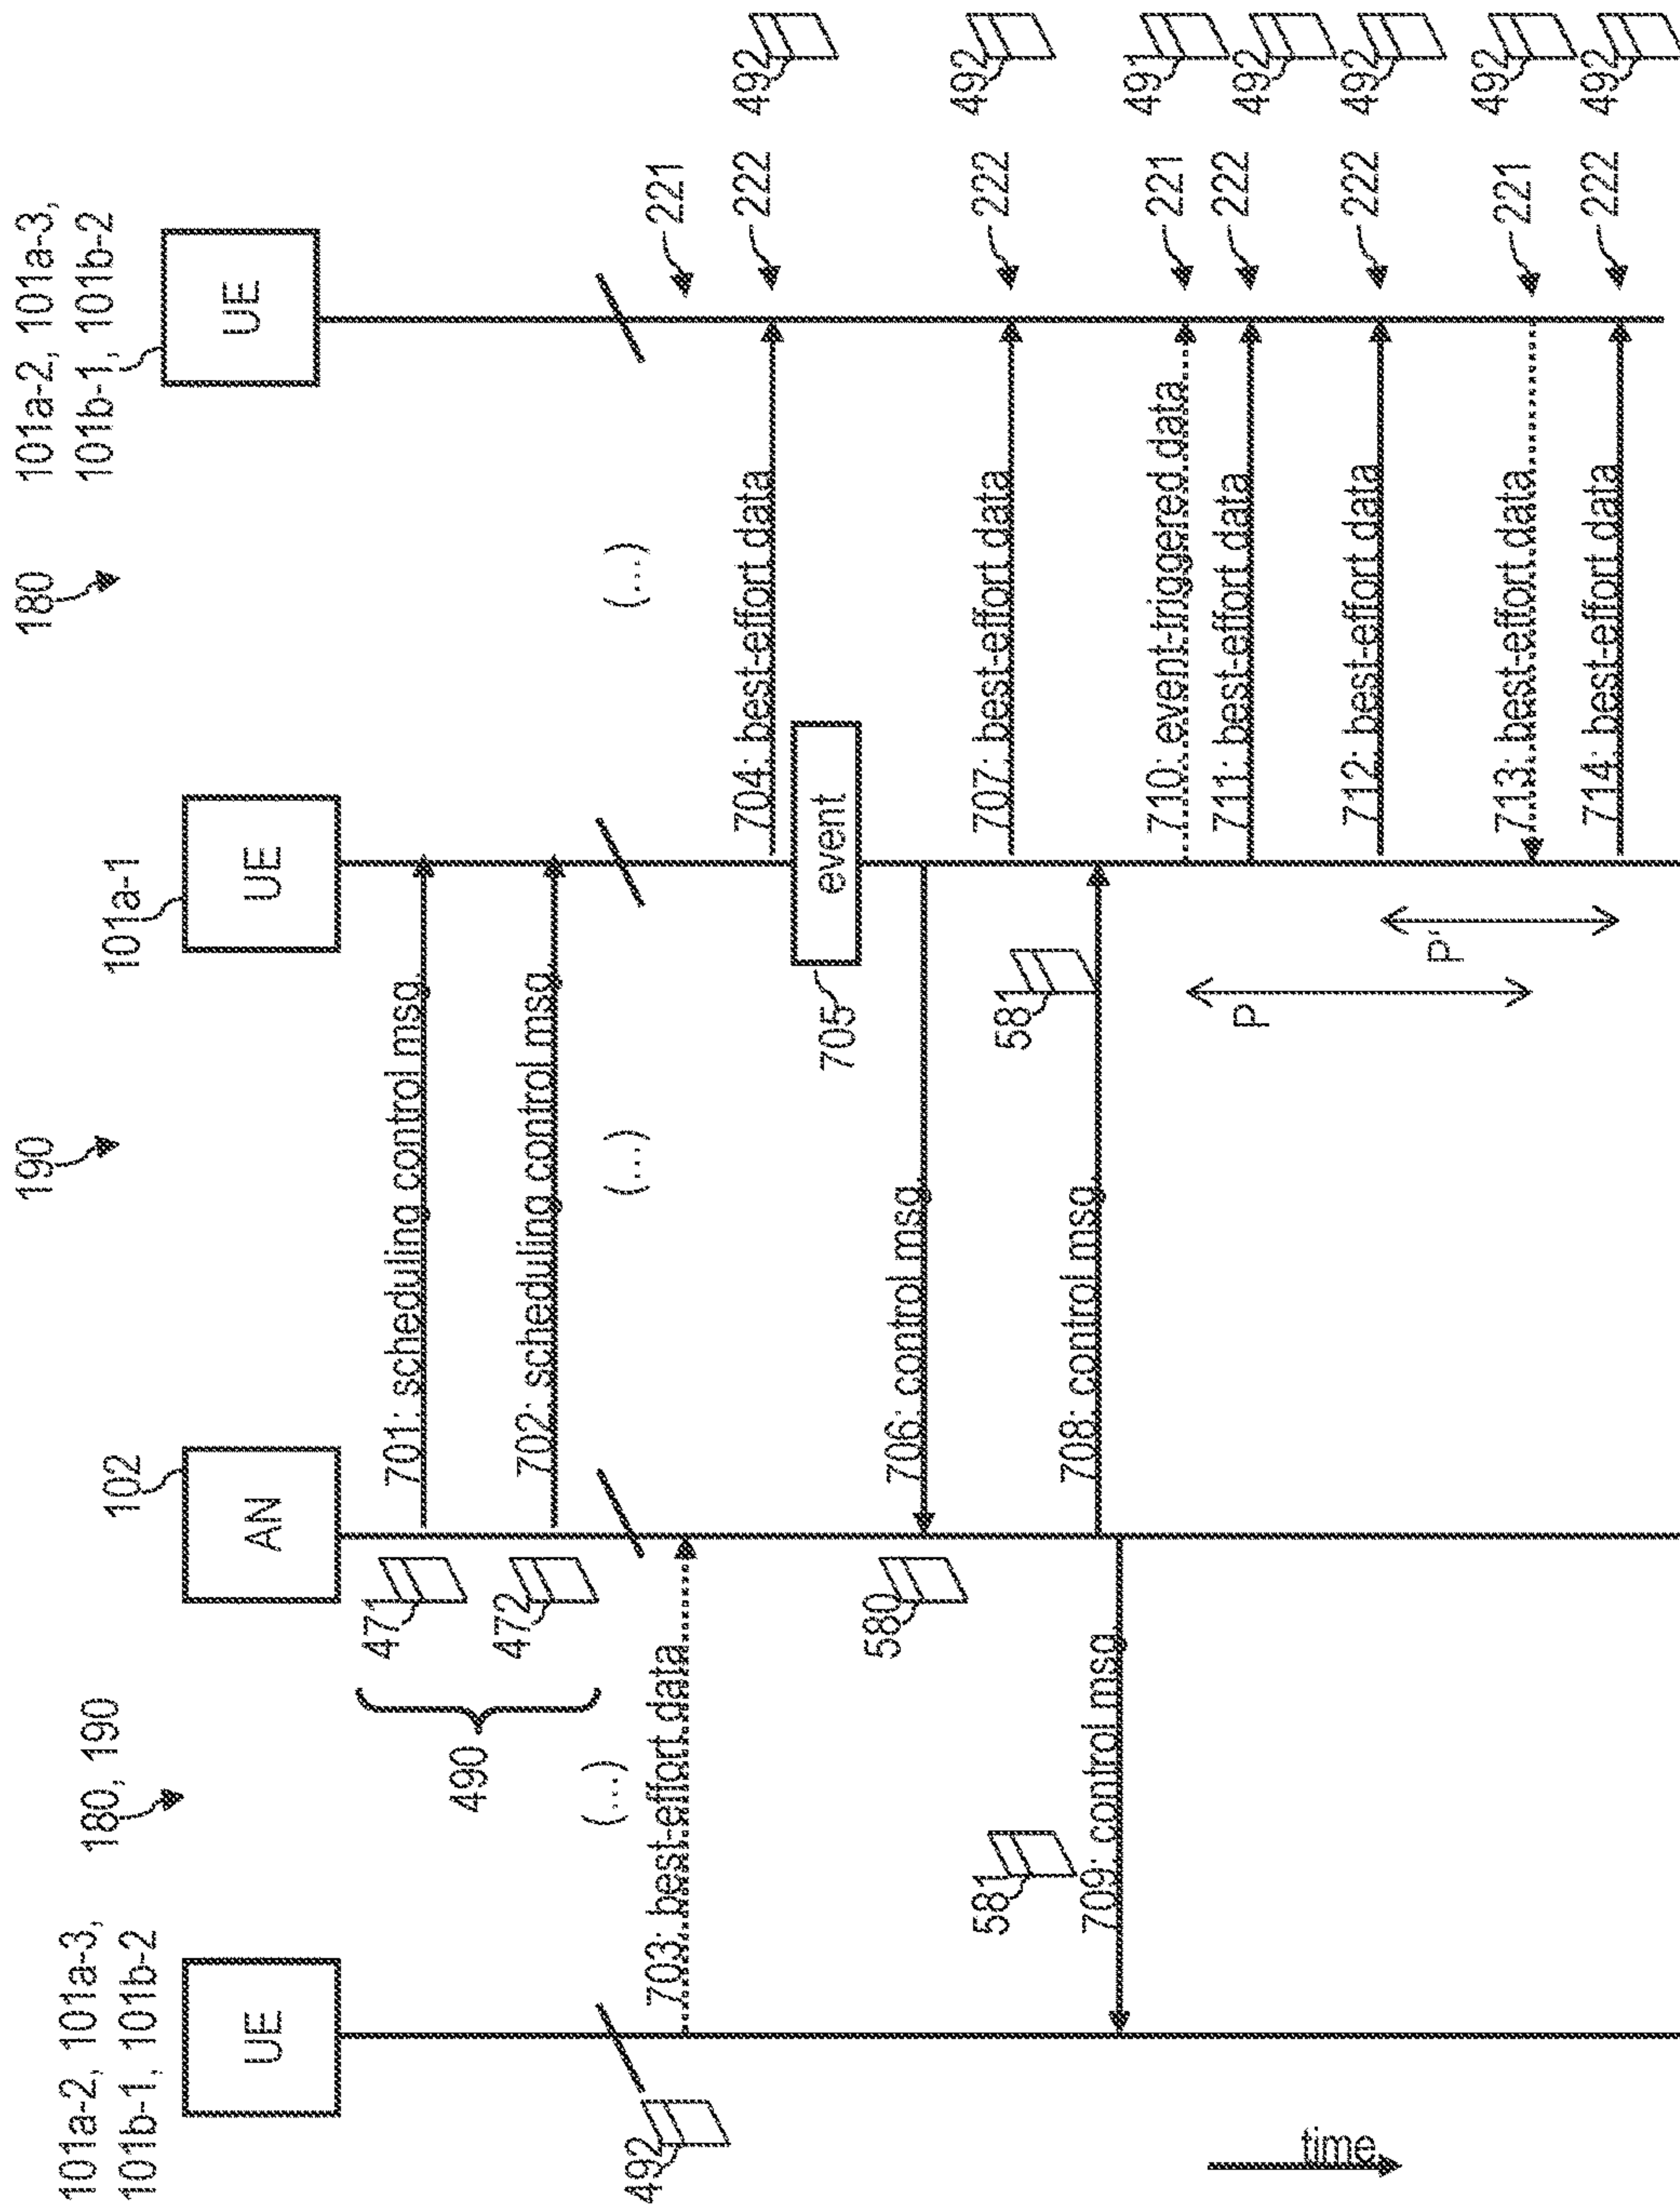 101a-2, 101a-3,
101b-1, 101b-2
UE
180, 190
102
AN
190
101a-1
UE
180
101a-2, 101a-3,
101b-1, 101b-2
UE
471
701: scheduling control msg.
472
702: scheduling control msg.
490
(...)
(...)
(...)
492
703: best-effort data
221
704: best-effort data
222
492
705
event
580
706: control msg.
707: best-effort data
222
492
581
708: control msg.
581
709: control msg.
710: event-triggered data
221
491
711: best-effort data
222
492
712: best-effort data
222
492
P
P'
713: best-effort data
221
492
714: best-effort data
222
492
time